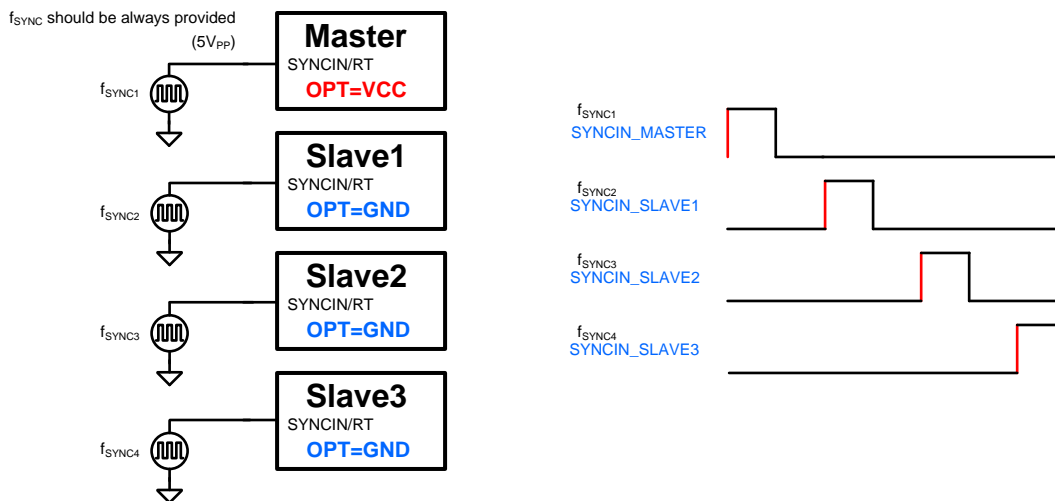 fSYNC should be always provided
(5VPP)
Master
SYNCIN/RT
OPT=VCC
fSYNC1
Slave1
SYNCIN/RT
OPT=GND
fSYNC2
Slave2
SYNCIN/RT
OPT=GND
fSYNC3
Slave3
SYNCIN/RT
OPT=GND
fSYNC4
fSYNC1
SYNCIN_MASTER
fSYNC2
SYNCIN_SLAVE1
fSYNC3
SYNCIN_SLAVE2
fSYNC4
SYNCIN_SLAVE3